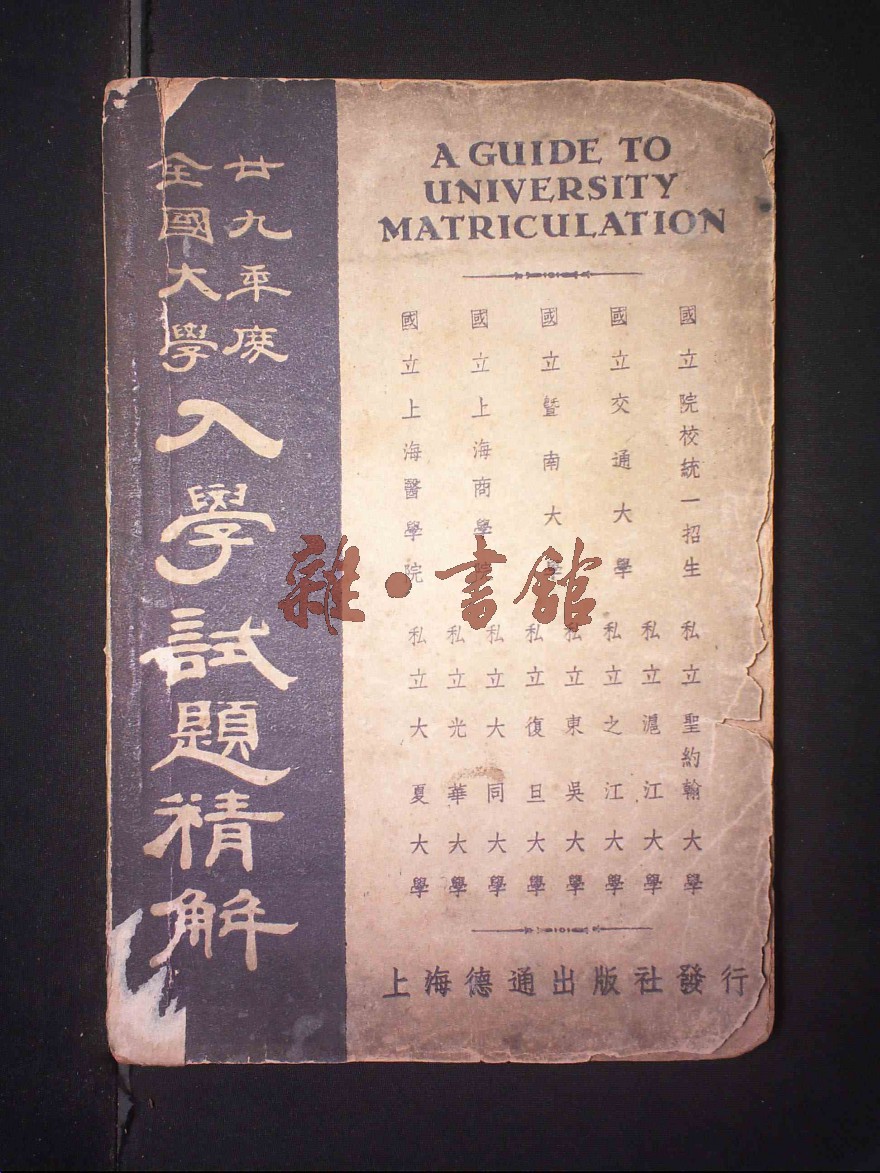 廿九年度
全國大學
入學試題精解
A GUIDE TO
UNIVERSITY
MATRICULATION
國立院校統一招生
國立交通大學
國立暨南大學
國立上海商學院
國立上海醫學院
私立聖約翰大學
私立滬江大學
私立之江大學
私立東吳大學
私立復旦大學
私立大同大學
私立光華大學
私立大夏大學
上海德通出版社發行
雜·書館